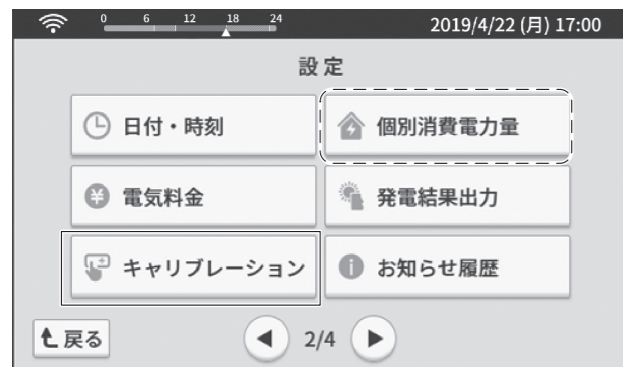 0 6 12 18 24 2019/4/22 (月) 17:00
設定
日付・時刻 個別消費電力量
電気料金 発電結果出力
キャリブレーション お知らせ履歴
戻る 2/4